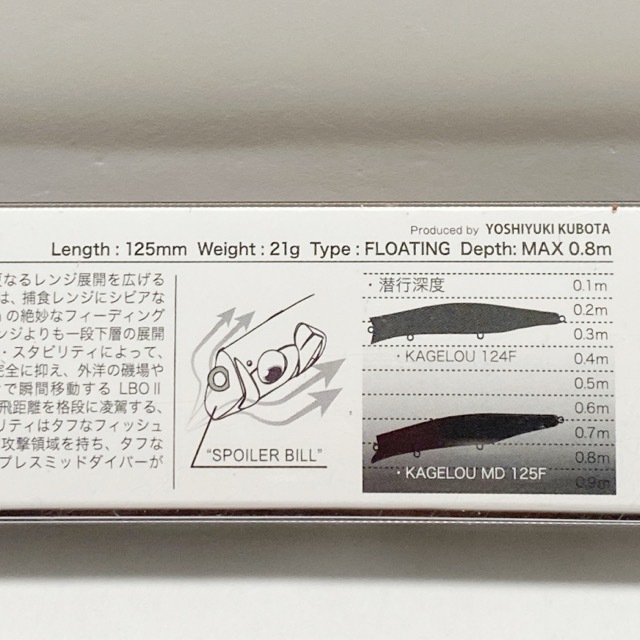 Produced by YOSHIYUKI KUBOTA
Length : 125mm Weight : 21g Type : FLOATING Depth: MAX 0.8m
なるレンジ展開を広げる
は、捕食レンジにシビアな
の絶妙なフィーディング
ンジよりも一段下層の展開
・スタビリティによって、
完全に抑え、外洋の磯場や
で瞬間移動する LBOⅡ
飛距離を格段に凌駕する、
リティはタフなフィッシュ
攻撃領域を持ち、タフな
プレスミッドダイバーが
"SPOILER BILL"
・潜行深度
0.1m
0.2m
0.3m
・KAGELOU 124F
0.4m
0.5m
0.6m
0.7m
0.8m
・KAGELOU MD 125F
0.9m